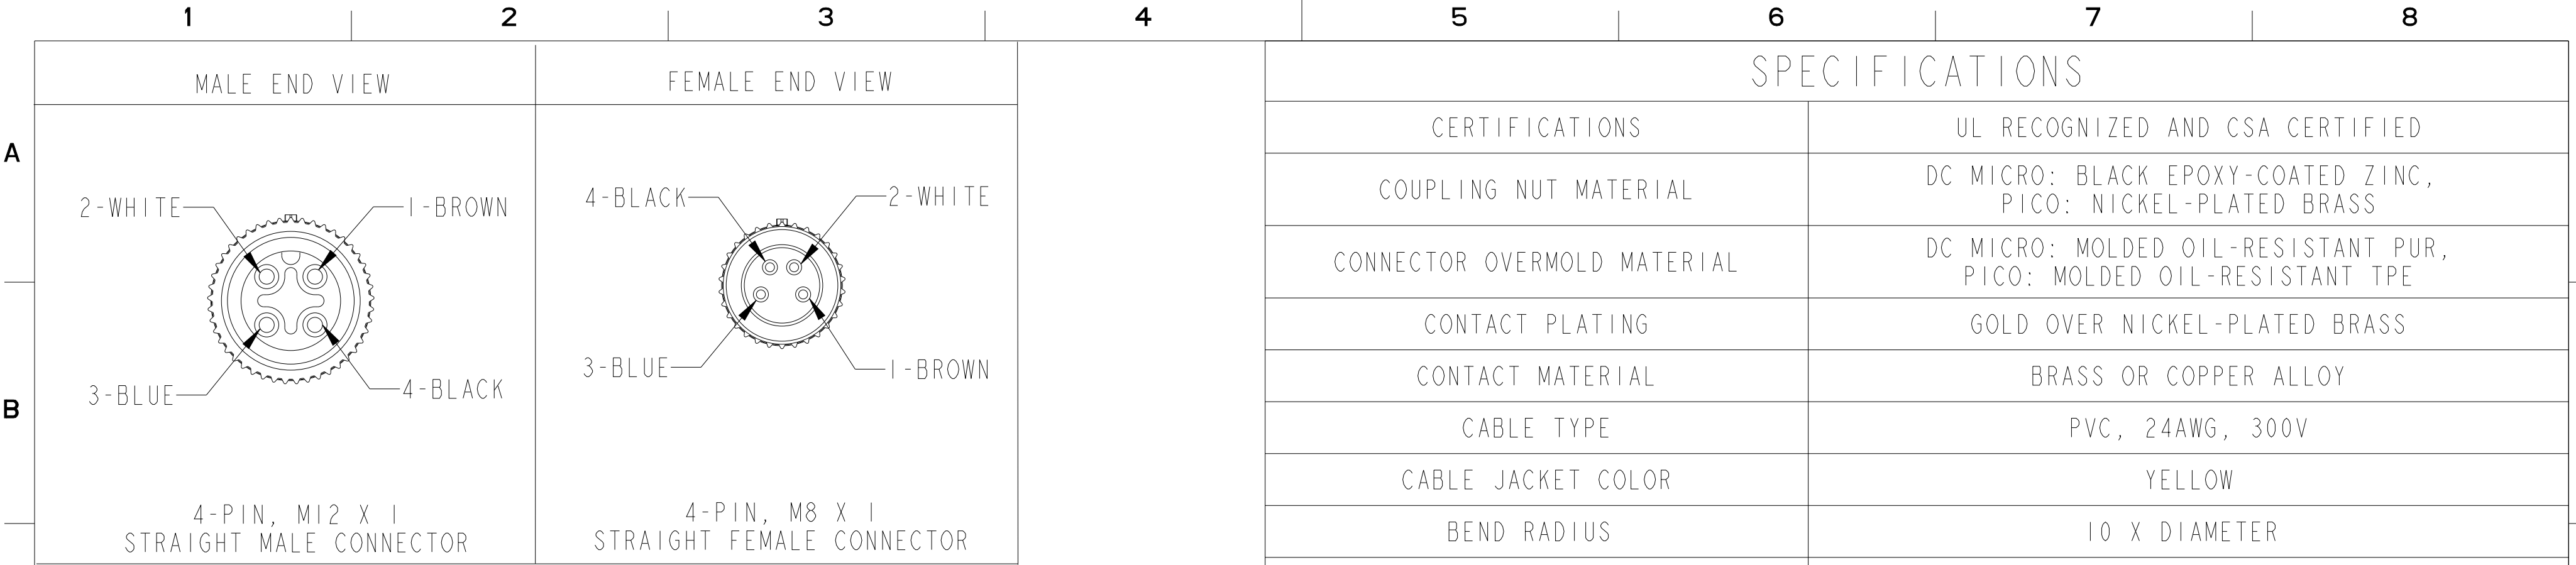 1 2 3 4 5 6 7 8
A
B
MALE END VIEW
2-WHITE
1-BROWN
3-BLUE
4-BLACK
4-PIN, M12 X 1
STRAIGHT MALE CONNECTOR
FEMALE END VIEW
4-BLACK
2-WHITE
3-BLUE
1-BROWN
4-PIN, M8 X 1
STRAIGHT FEMALE CONNECTOR
SPECIFICATIONS
CERTIFICATIONS
UL RECOGNIZED AND CSA CERTIFIED
COUPLING NUT MATERIAL
DC MICRO: BLACK EPOXY-COATED ZINC,
PICO: NICKEL-PLATED BRASS
CONNECTOR OVERMOLD MATERIAL
DC MICRO: MOLDED OIL-RESISTANT PUR,
PICO: MOLDED OIL-RESISTANT TPE
CONTACT PLATING
GOLD OVER NICKEL-PLATED BRASS
CONTACT MATERIAL
BRASS OR COPPER ALLOY
CABLE TYPE
PVC, 24AWG, 300V
CABLE JACKET COLOR
YELLOW
BEND RADIUS
10 X DIAMETER